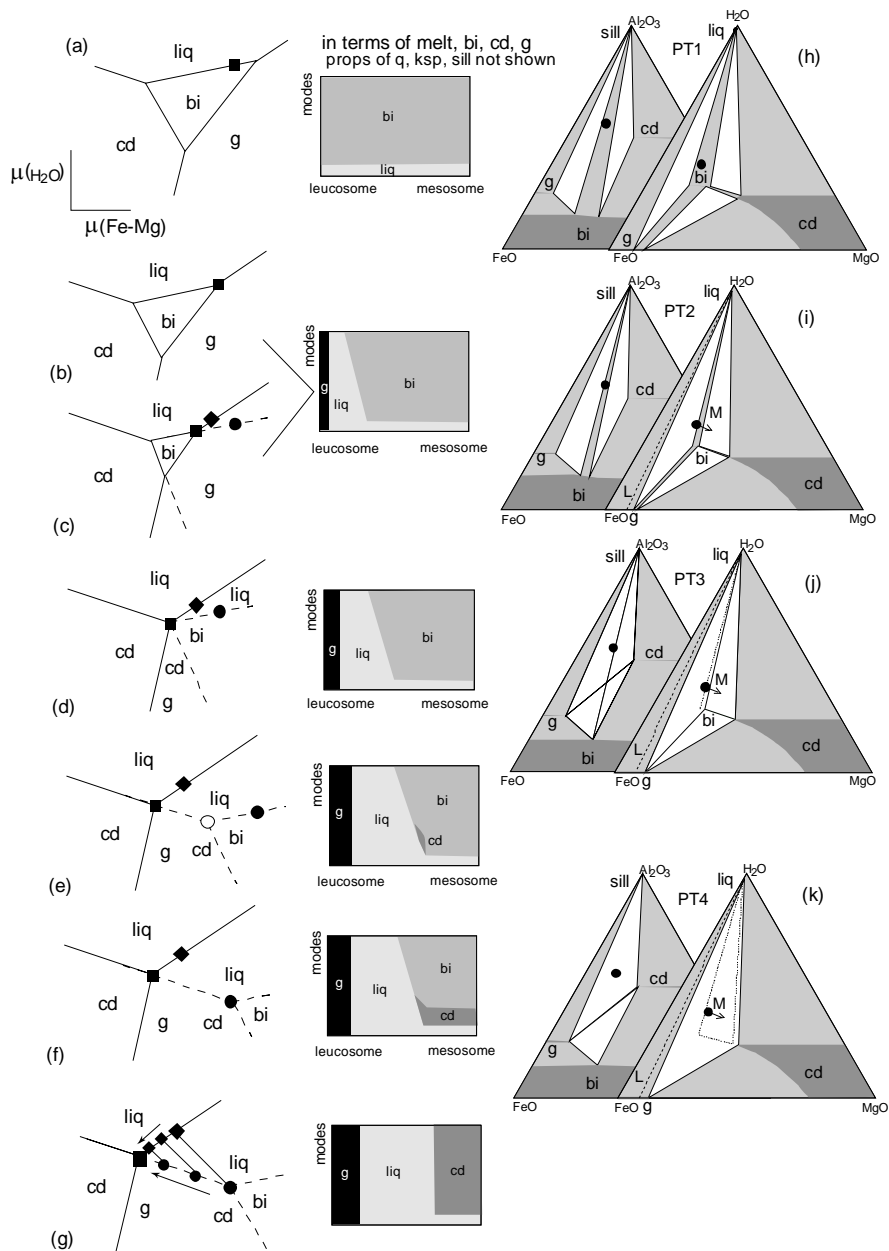 (a)
liq
bi
cd
g
μ(H2O)
μ(Fe-Mg)
in terms of melt, bi, cd, g
props of q, ksp, sill not shown
modes
bi
liq
leucosome
mesosome
Al2O3
H2O
sill
PT1
liq
(h)
cd
g
bi
bi
g
cd
FeO
FeO
MgO
liq
bi
cd
g
(b)
liq
bi
cd
g
(c)
modes
g
liq
bi
leucosome
mesosome
Al2O3
H2O
sill
PT2
liq
(i)
cd
M
g
bi
bi
L
cd
FeO
FeO
g
MgO
liq
liq
bi
cd
cd
g
(d)
modes
g
liq
bi
leucosome
mesosome
Al2O3
H2O
sill
PT3
liq
(j)
cd
M
g
bi
bi
L
cd
FeO
FeO
g
MgO
liq
liq
bi
cd
g
cd
(e)
modes
g
liq
bi
cd
leucosome
mesosome
liq
liq
cd
g
cd
bi
(f)
modes
g
liq
bi
cd
leucosome
mesosome
Al2O3
H2O
sill
PT4
liq
(k)
cd
M
g
bi
L
cd
FeO
FeO
g
MgO
liq
liq
cd
g
cd
bi
(g)
modes
g
liq
cd
leucosome
mesosome